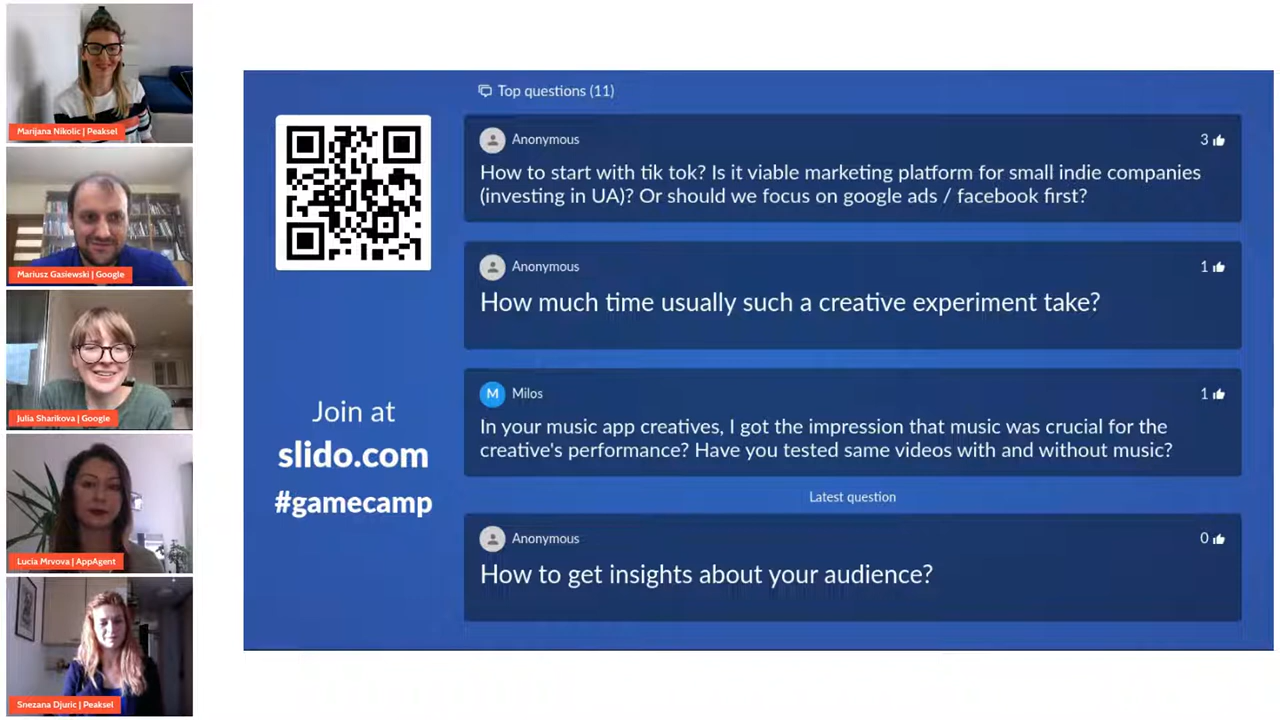 Marijana Nikolic | Peaksel
Mariusz Gasiewski | Google
Julia Sharikova | Google
Lucia Mrvova | AppAgent
Snezana Djuric | Peaksel
Join at
slido.com
#gamecamp
Top questions (11)
Anonymous
3
How to start with tik tok? Is it viable marketing platform for small indie companies
(investing in UA)? Or should we focus on google ads / facebook first?
Anonymous
1
How much time usually such a creative experiment take?
M
Milos
1
In your music app creatives, I got the impression that music was crucial for the
creative's performance? Have you tested same videos with and without music?
Latest question
Anonymous
0
How to get insights about your audience?